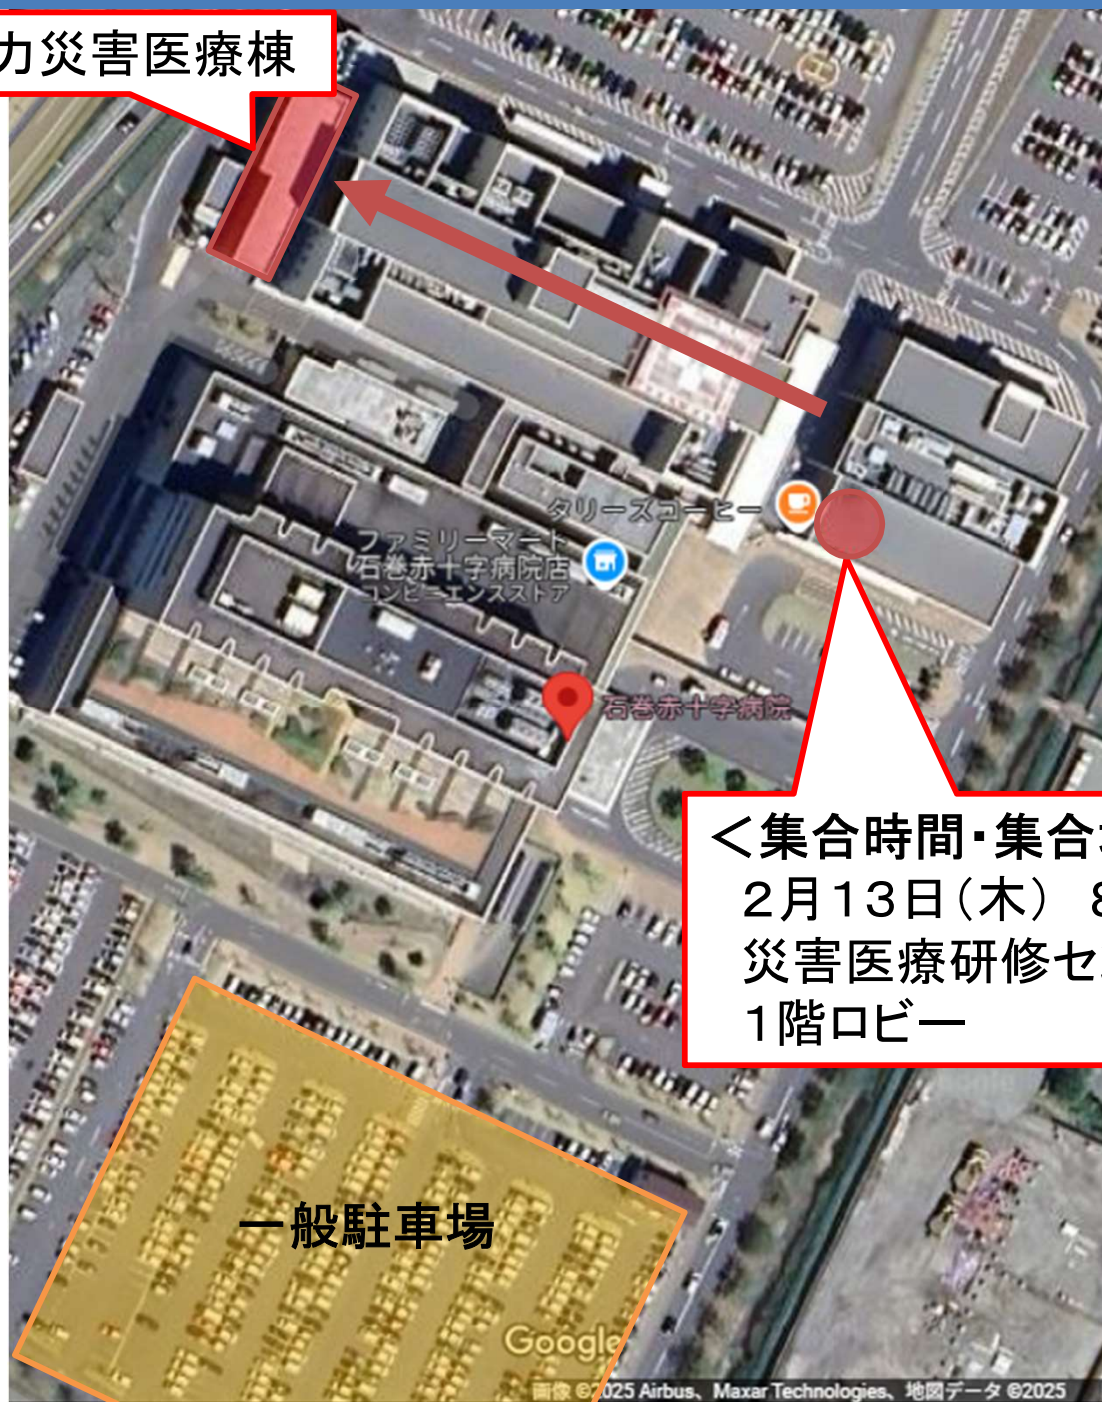 力災害医療棟
タリーズコーヒー
ファミリーマート
石巻赤十字病院店
コンビニエンスストア
石巻赤十字病院
＜集合時間・集合
２月１３日（木）
災害医療研修セ
１階ロビー
一般駐車場
Google
画像 ©2025 Airbus、Maxar Technologies、地図データ ©2025